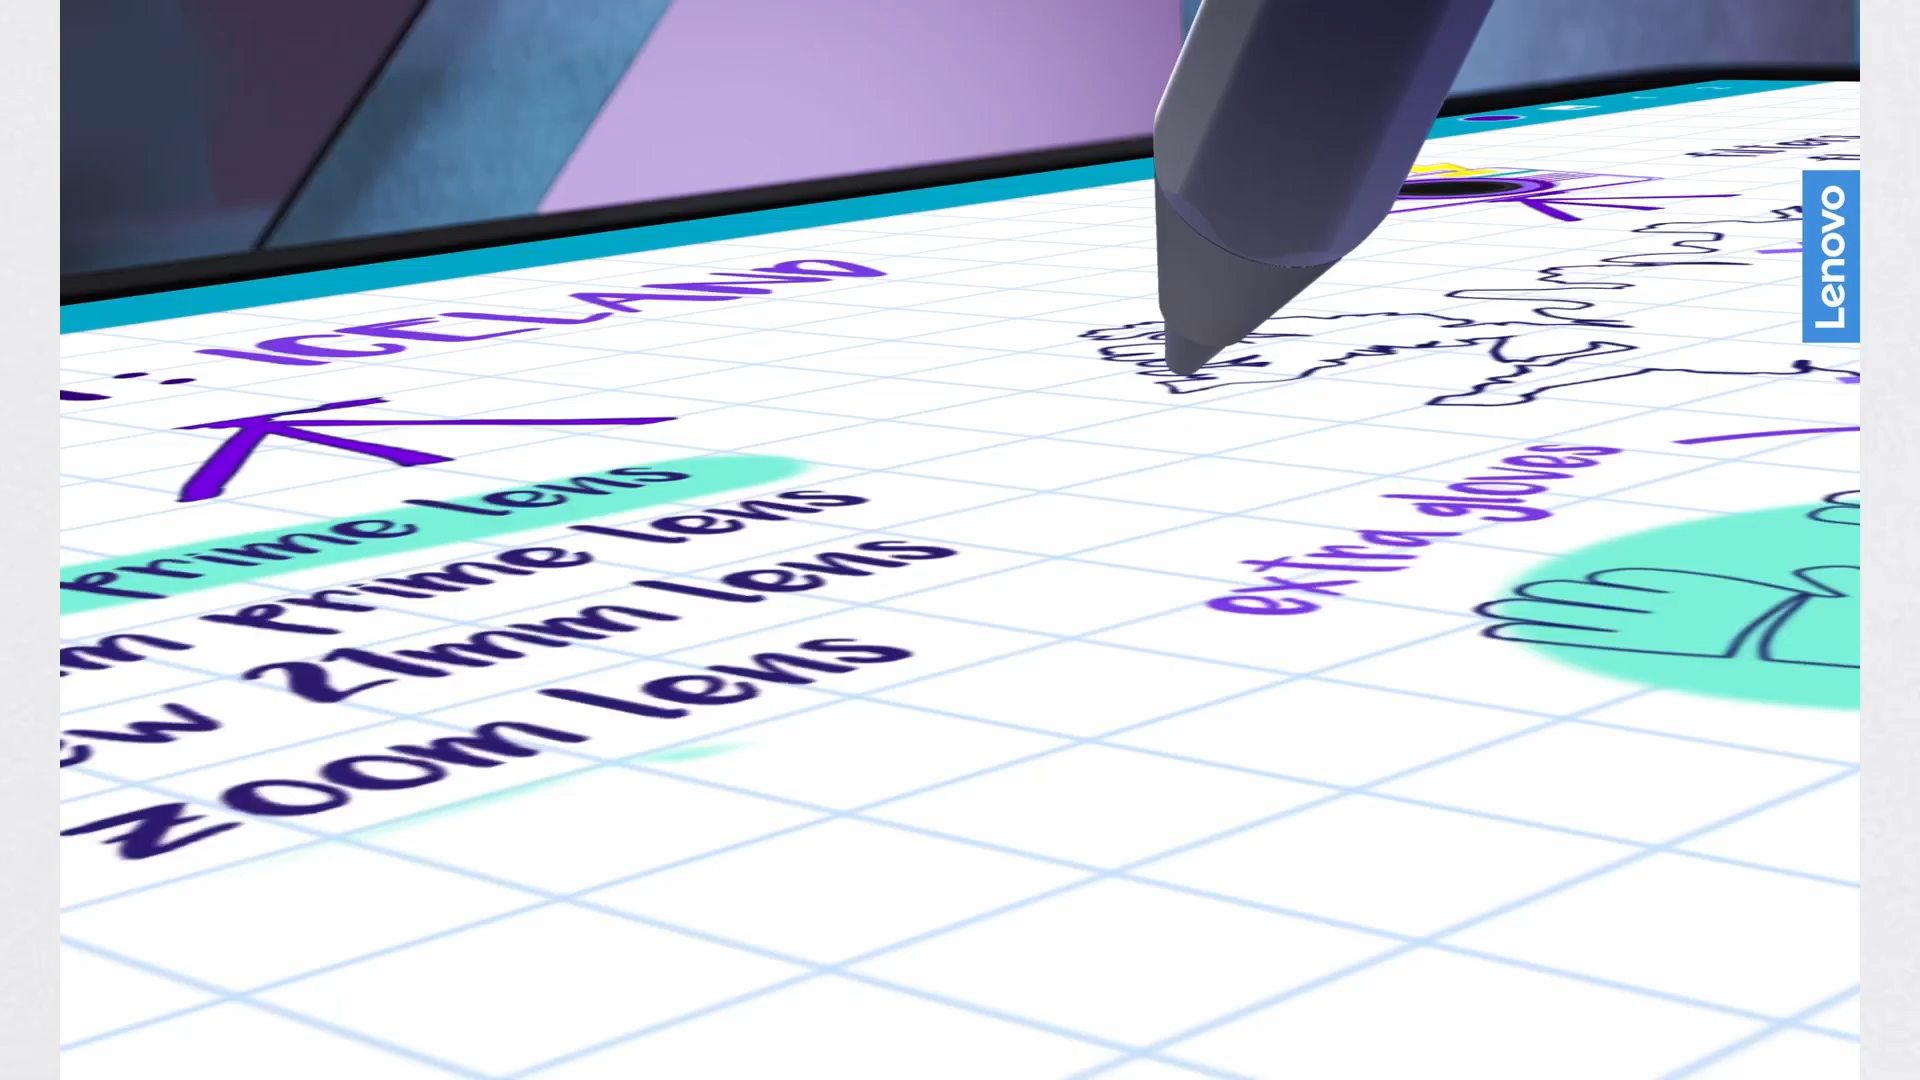 : ICELAND
prime lens
prime lens
21mm lens
zoom lens
extra gloves
Lenovo